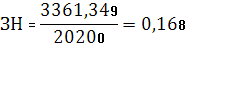 ЗН = 3361,349 / 20200 = 0,168